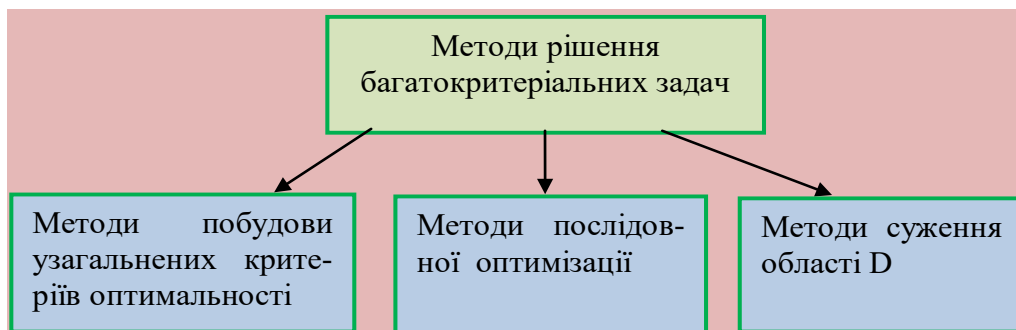 Методи рішення
багатокритеріальних задач
Методи побудови
узагальнених крите-
ріїв оптимальності
Методи послідов-
ної оптимізації
Методи суження
області D